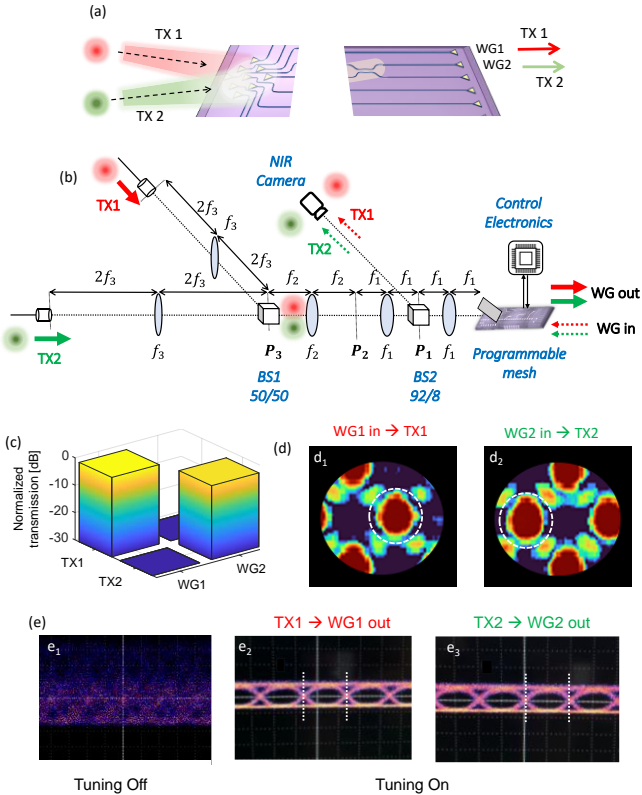 (a)
TX 1
TX 2
WG1
WG2
TX 1
TX 2
(b)
TX1
2f₃
f₃
2f₃
NIR
Camera
TX1
TX2
Control
Electronics
2f₃
2f₃
f₂
f₂
f₁
f₁
f₁
WG out
WG in
TX2
f₃
P₃
f₂
P₂
f₁
P₁
f₁
BS1
50/50
BS2
92/8
Programmable
mesh
(c)
Normalized
transmission [dB]
0
-10
-20
-30
TX1
TX2
WG1
WG2
(d)
WG1 in → TX1
WG2 in → TX2
d₁
d₂
(e)
TX1 → WG1 out
TX2 → WG2 out
e₁
e₂
e₃
Tuning Off
Tuning On